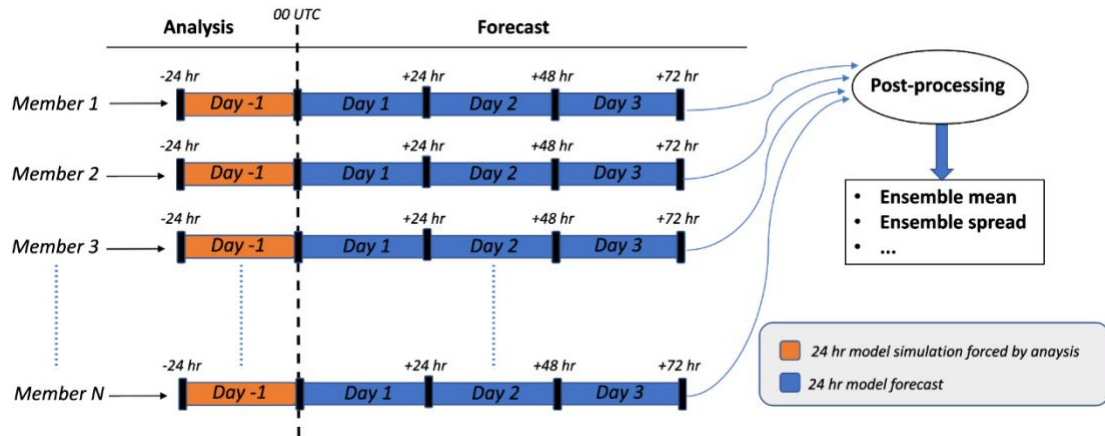 00 UTC
Analysis Forecast
-24 hr +24 hr +48 hr +72 hr
Member 1 Day -1 Day 1 Day 2 Day 3
-24 hr +24 hr +48 hr +72 hr
Member 2 Day -1 Day 1 Day 2 Day 3
-24 hr +24 hr +48 hr +72 hr
Member 3 Day -1 Day 1 Day 2 Day 3
-24 hr +24 hr +48 hr +72 hr
Member N Day -1 Day 1 Day 2 Day 3
Post-processing
• Ensemble mean
• Ensemble spread
• ...
24 hr model simulation forced by anaysis
24 hr model forecast